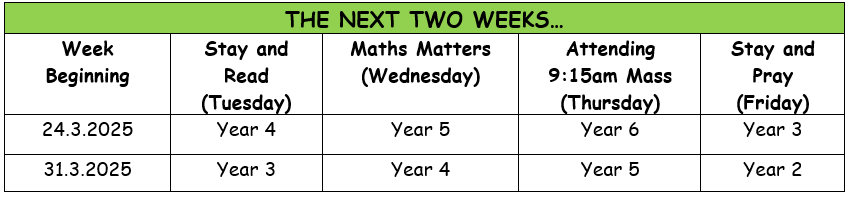 THE NEXT TWO WEEKS…
Week Beginning Stay and Read (Tuesday) Maths Matters (Wednesday) Attending 9:15am Mass (Thursday) Stay and Pray (Friday)
24.3.2025 Year 4 Year 5 Year 6 Year 3
31.3.2025 Year 3 Year 4 Year 5 Year 2